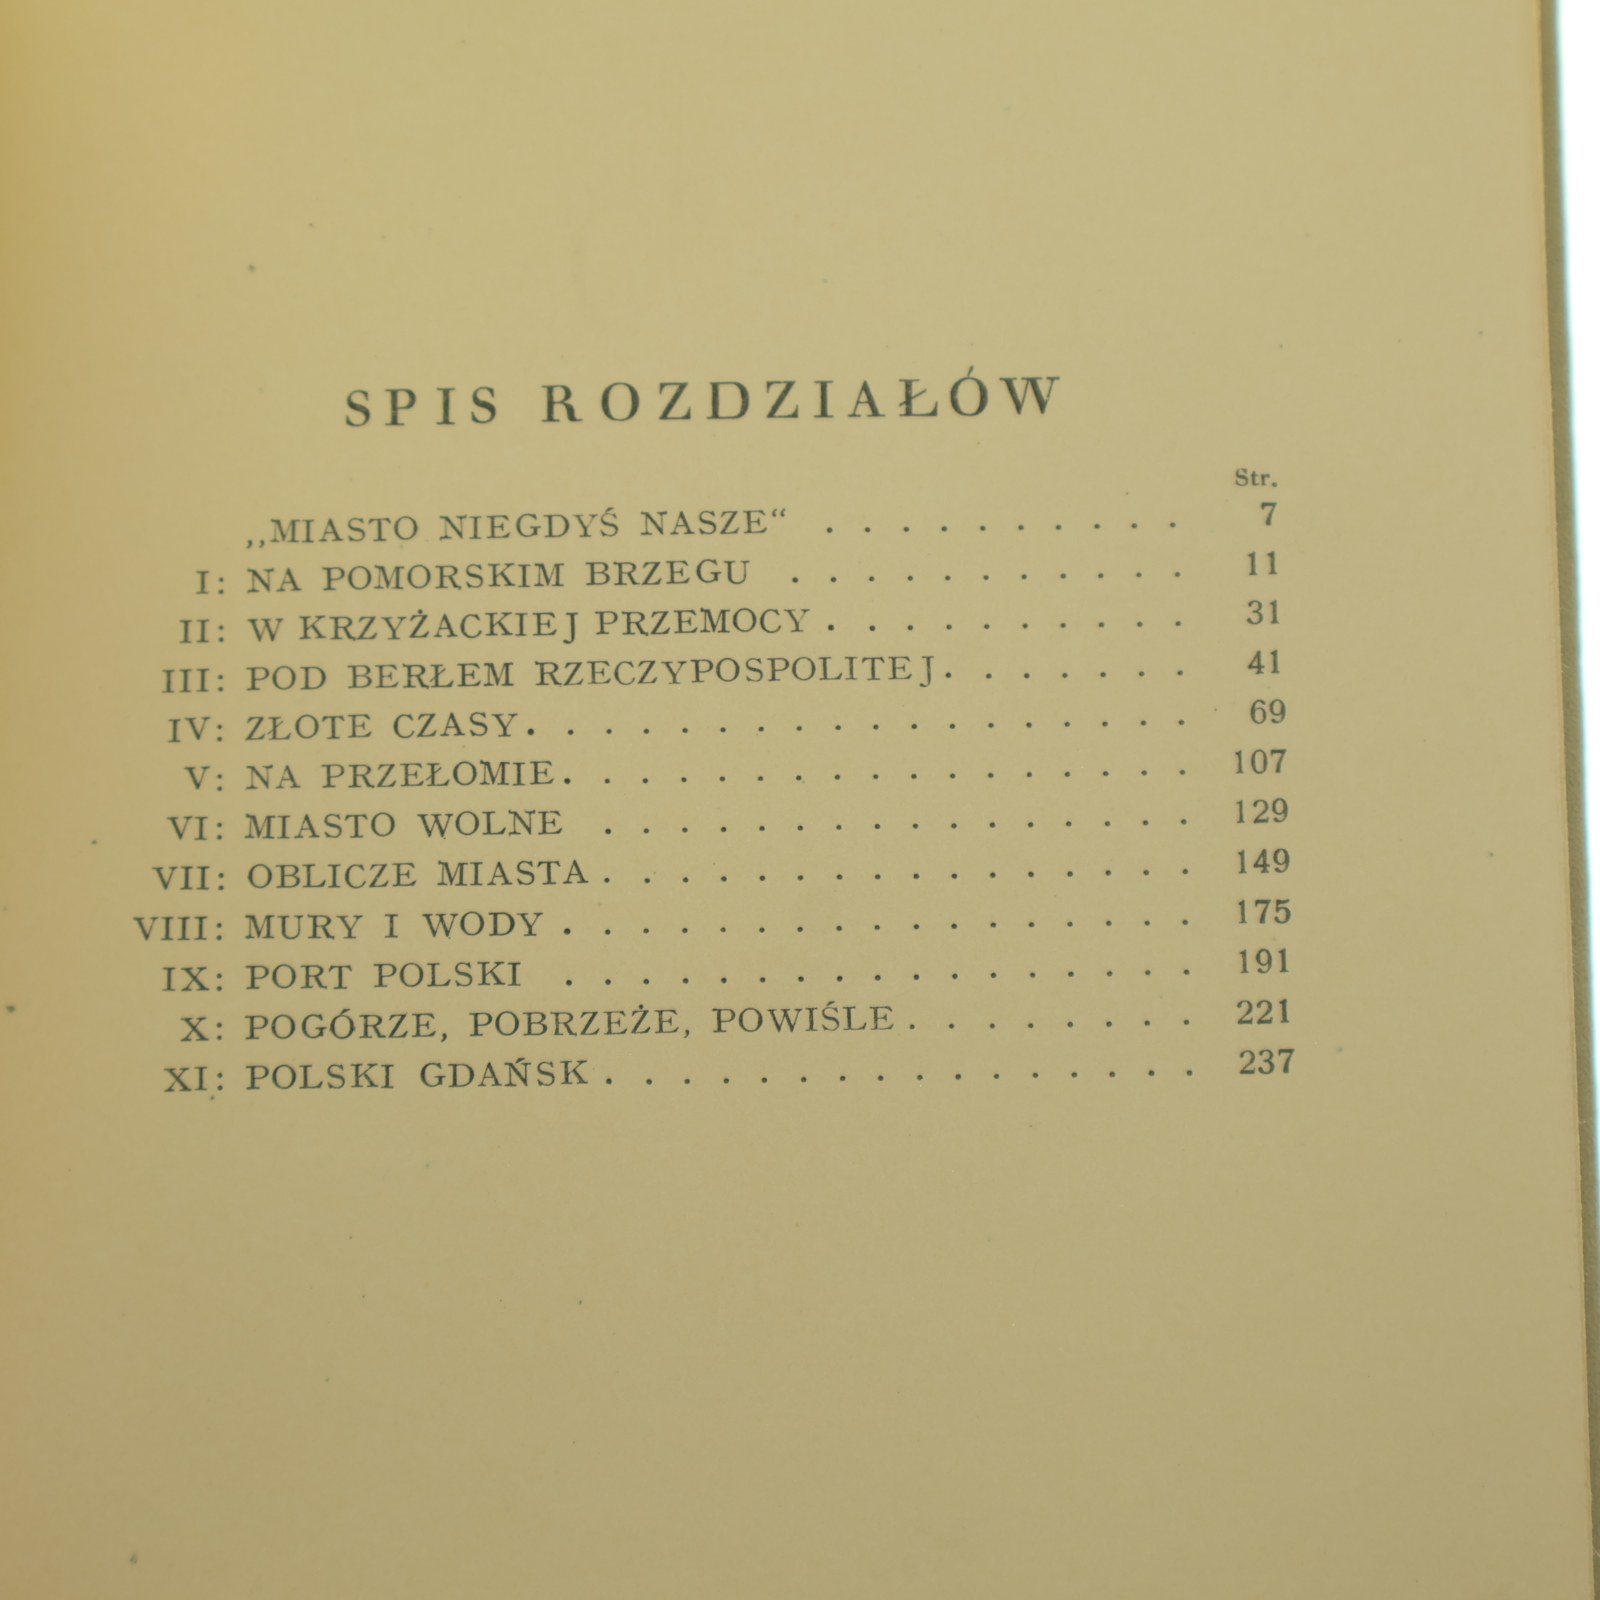 SPIS ROZDZIAŁÓW
Str.
„MIASTO NIEGDYŚ NASZE“ . . . . . . . . . . 7
I: NA POMORSKIM BRZEGU . . . . . . . . . . . 11
II: W KRZYŻACKIEJ PRZEMOCY . . . . . . . . . . 31
III: POD BERŁEM RZECZYPOSPOLITEJ . . . . . . . 41
IV: ZŁOTE CZASY . . . . . . . . . . . . . . . . . . 69
V: NA PRZEŁOMIE . . . . . . . . . . . . . . . . . 107
VI: MIASTO WOLNE . . . . . . . . . . . . . . . . 129
VII: OBLICZE MIASTA . . . . . . . . . . . . . . . . 149
VIII: MURY I WODY . . . . . . . . . . . . . . . . . 175
IX: PORT POLSKI . . . . . . . . . . . . . . . . . 191
X: POGÓRZE, POBRZEŻE, POWIŚLE . . . . . . . . 221
XI: POLSKI GDAŃSK . . . . . . . . . . . . . . . . 237